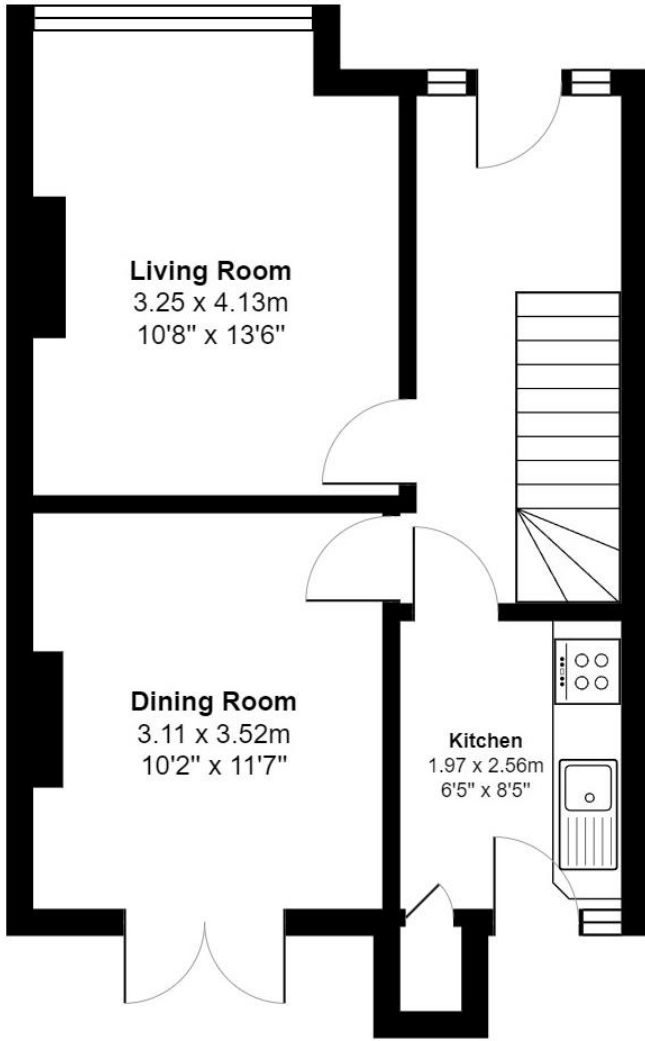 Living Room
3.25 x 4.13m
10'8" x 13'6"
Dining Room
3.11 x 3.52m
10'2" x 11'7"
Kitchen
1.97 x 2.56m
6'5" x 8'5"